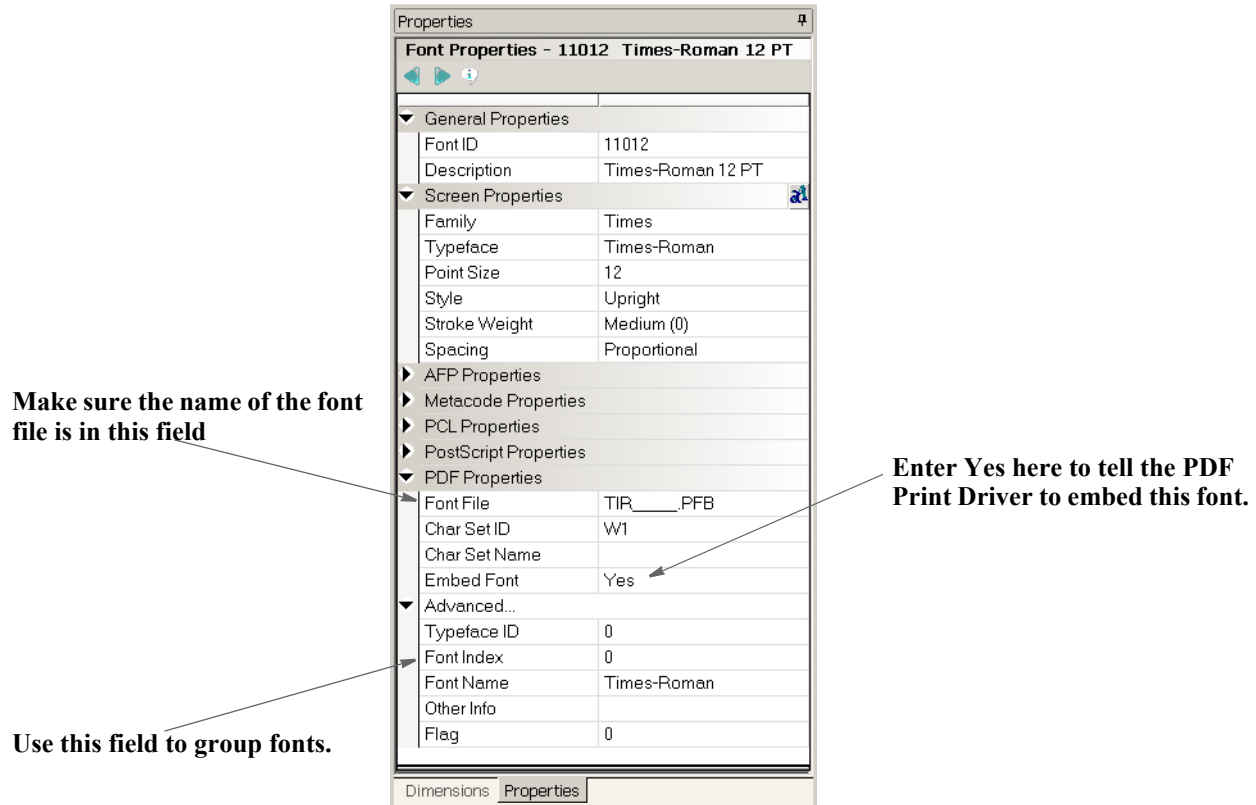 Properties
Font Properties - 11012 Times-Roman 12 PT
General Properties
Font ID 11012
Description Times-Roman 12 PT
Screen Properties
Family Times
Typeface Times-Roman
Point Size 12
Style Upright
Stroke Weight Medium (0)
Spacing Proportional
AFP Properties
Metacode Properties
PCL Properties
PostScript Properties
PDF Properties
Font File TIR_____.PFB
Char Set ID W1
Char Set Name
Embed Font Yes
Advanced...
Typeface ID 0
Font Index 0
Font Name Times-Roman
Other Info
Flag 0
Dimensions Properties
Make sure the name of the font
file is in this field
Enter Yes here to tell the PDF
Print Driver to embed this font.
Use this field to group fonts.